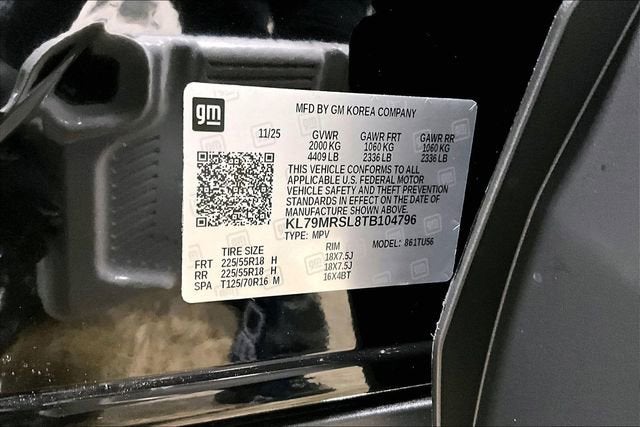 gm
MFD BY GM KOREA COMPANY
11/25 GVWR GAWR FRT GAWR RR
2000 KG 1060 KG 1060 KG
4409 LB 2336 LB 2336 LB
THIS VEHICLE CONFORMS TO ALL
APPLICABLE U.S. FEDERAL MOTOR
VEHICLE SAFETY AND THEFT PREVENTION
STANDARDS IN EFFECT ON THE DATE OF
MANUFACTURE SHOWN ABOVE.
KL79MRSL8TB104796
TYPE: MPV MODEL: 861TU56
TIRE SIZE RIM
FRT 225/55R18 H 18X7.5J
RR 225/55R18 H 18X7.5J
SPA T125/70R16 M 16X4BT